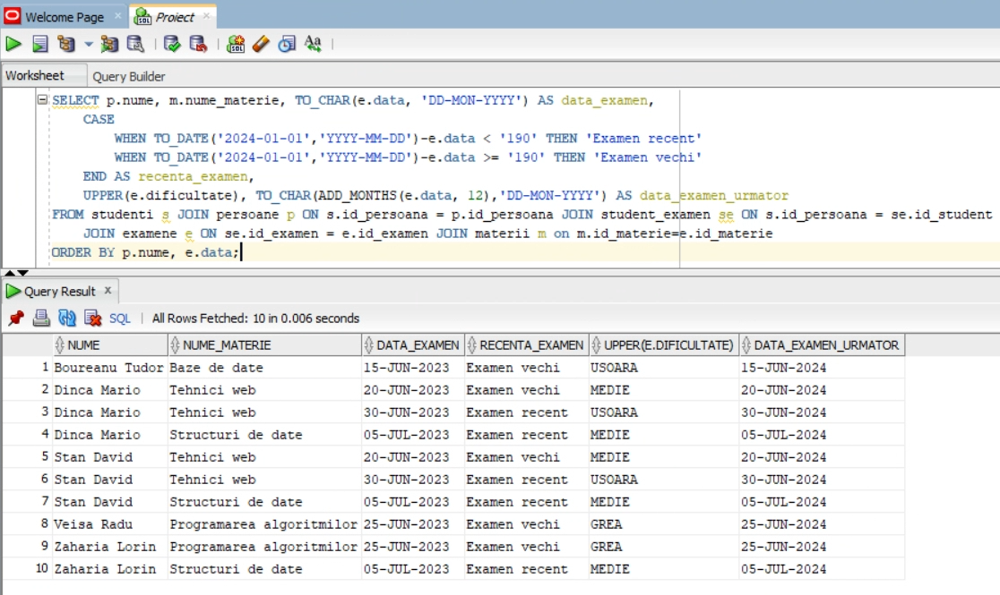 Welcome Page
Proiect
Worksheet
Query Builder
SELECT p.nume, m.nume_materie, TO_CHAR(e.data, 'DD-MON-YYYY') AS data_examen,
CASE
WHEN TO_DATE('2024-01-01','YYYY-MM-DD')-e.data < '190' THEN 'Examen recent'
WHEN TO_DATE('2024-01-01','YYYY-MM-DD')-e.data >= '190' THEN 'Examen vechi'
END AS recenta_examen,
UPPER(e.dificultate), TO_CHAR(ADD_MONTHS(e.data, 12),'DD-MON-YYYY') AS data_examen_urmator
FROM studenti s JOIN persoane p ON s.id_persoana = p.id_persoana JOIN student_examen se ON s.id_persoana = se.id_student
JOIN examene e ON se.id_examen = e.id_examen JOIN materii m on m.id_materie=e.id_materie
ORDER BY p.nume, e.data;
Query Result x
SQL | All Rows Fetched: 10 in 0.006 seconds
NUME NUME_MATERIE DATA_EXAMEN RECENTA_EXAMEN UPPER(E.DIFICULTATE) DATA_EXAMEN_URMATOR
1 Boureanu Tudor Baze de date 15-JUN-2023 Examen vechi USOARA 15-JUN-2024
2 Dinca Mario Tehnici web 20-JUN-2023 Examen vechi MEDIE 20-JUN-2024
3 Dinca Mario Tehnici web 30-JUN-2023 Examen recent USOARA 30-JUN-2024
4 Dinca Mario Structuri de date 05-JUL-2023 Examen recent MEDIE 05-JUL-2024
5 Stan David Tehnici web 20-JUN-2023 Examen vechi MEDIE 20-JUN-2024
6 Stan David Tehnici web 30-JUN-2023 Examen recent USOARA 30-JUN-2024
7 Stan David Structuri de date 05-JUL-2023 Examen recent MEDIE 05-JUL-2024
8 Veisa Radu Programarea algoritmilor 25-JUN-2023 Examen vechi GREA 25-JUN-2024
9 Zaharia Lorin Programarea algoritmilor 25-JUN-2023 Examen vechi GREA 25-JUN-2024
10 Zaharia Lorin Structuri de date 05-JUL-2023 Examen recent MEDIE 05-JUL-2024